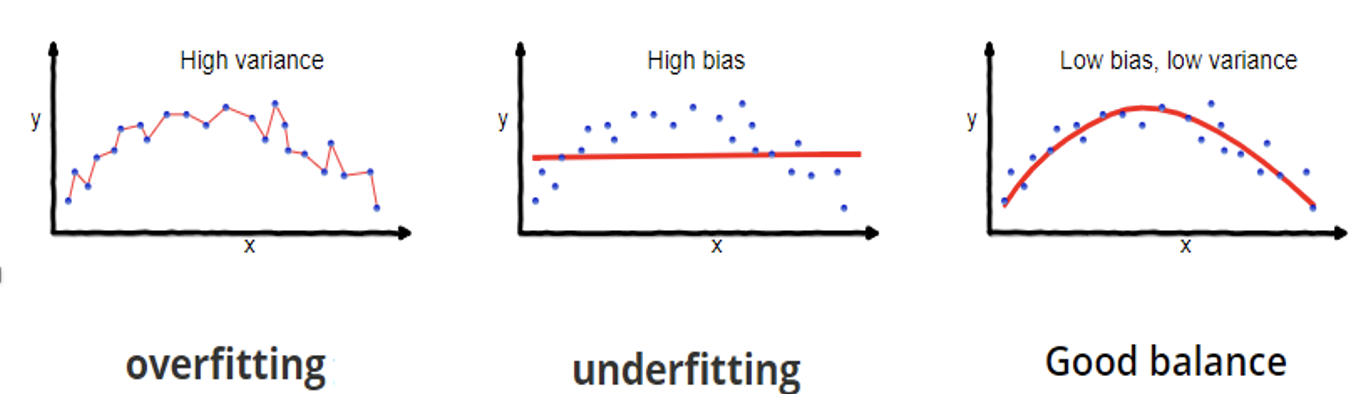 High variance
y
x
overfitting
High bias
y
x
underfitting
Low bias, low variance
y
x
Good balance